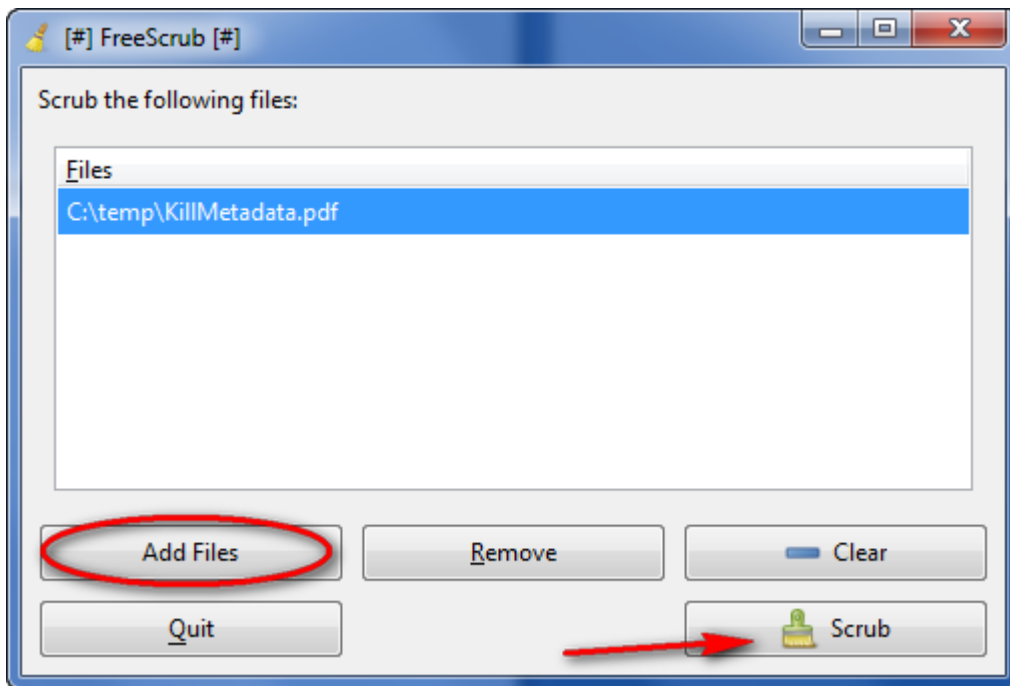 [#] FreeScrub [#]
Scrub the following files:
Files
C:\temp\KillMetadata.pdf
Add Files
Remove
Clear
Quit
Scrub